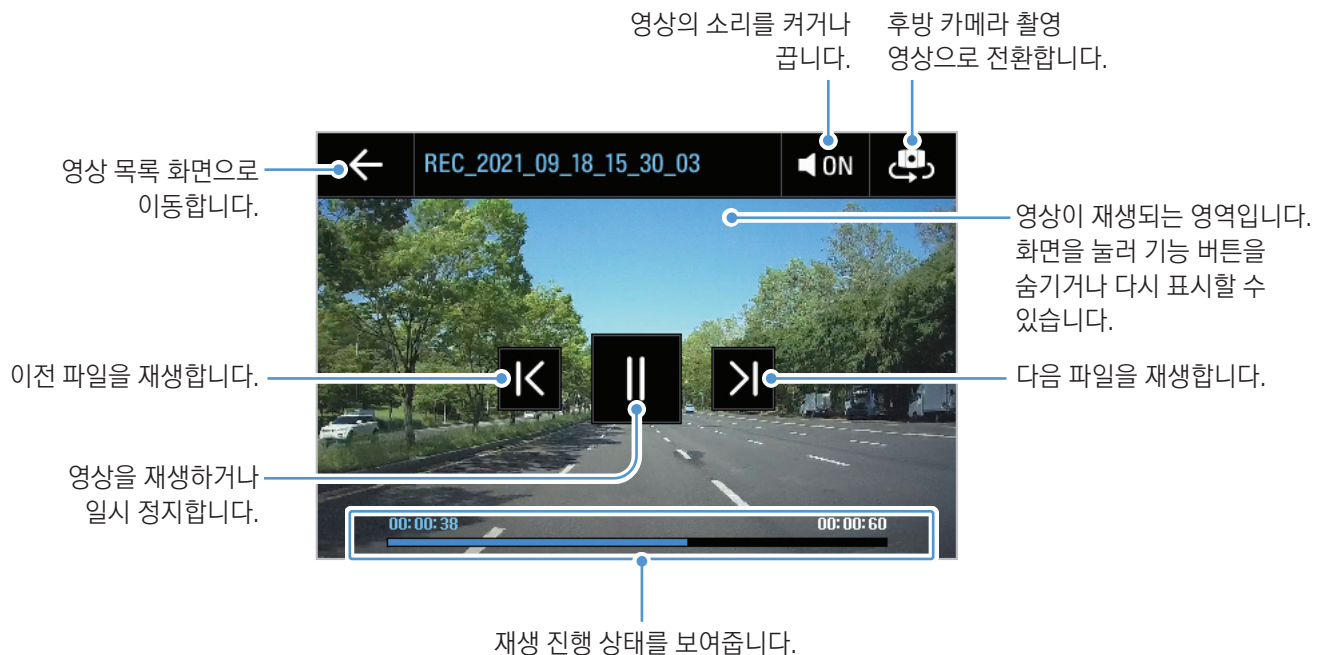 영상의 소리를 켜거나
끕니다.
후방 카메라 촬영
영상으로 전환합니다.
영상 목록 화면으로
이동합니다.
REC_2021_09_18_15_30_03
ON
영상이 재생되는 영역입니다.
화면을 눌러 기능 버튼을
숨기거나 다시 표시할 수
있습니다.
이전 파일을 재생합니다.
다음 파일을 재생합니다.
영상을 재생하거나
일시 정지합니다.
00:00:38
00:00:60
재생 진행 상태를 보여줍니다.